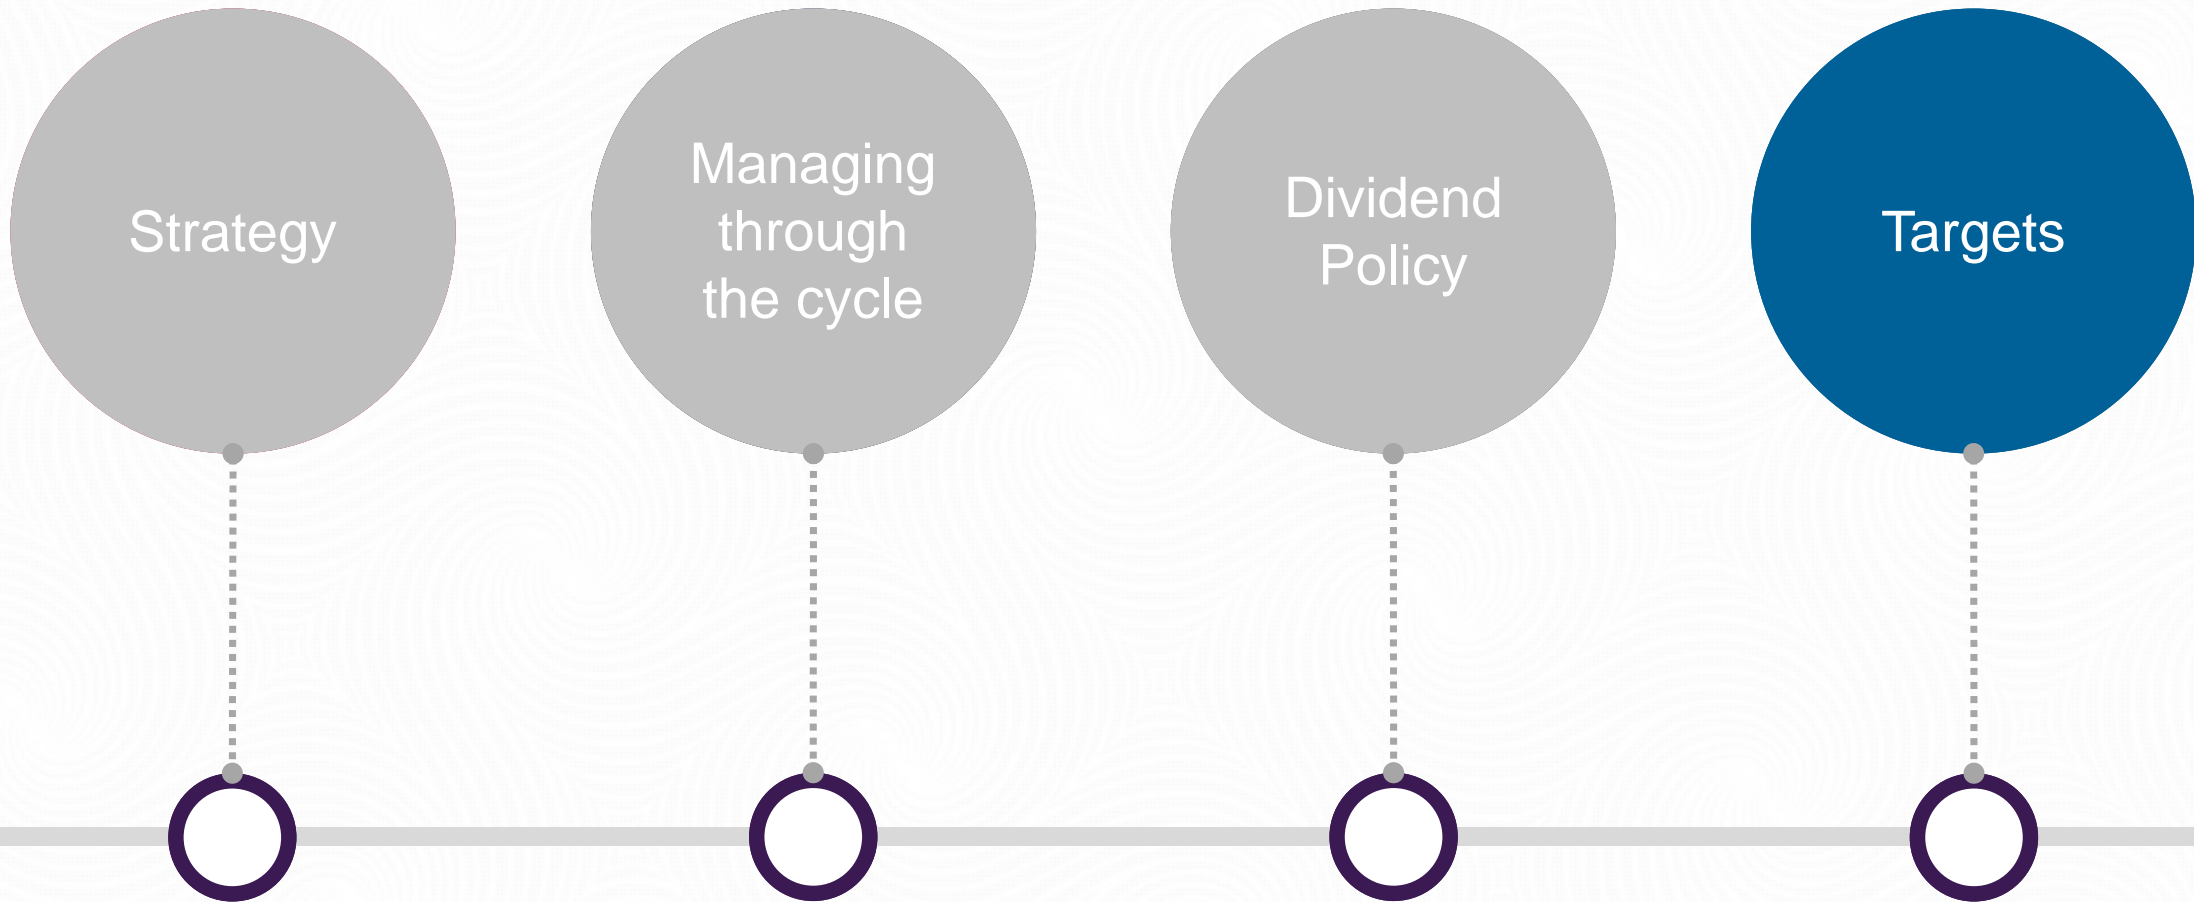 Strategy
Managing
through
the cycle
Dividend
Policy
Targets